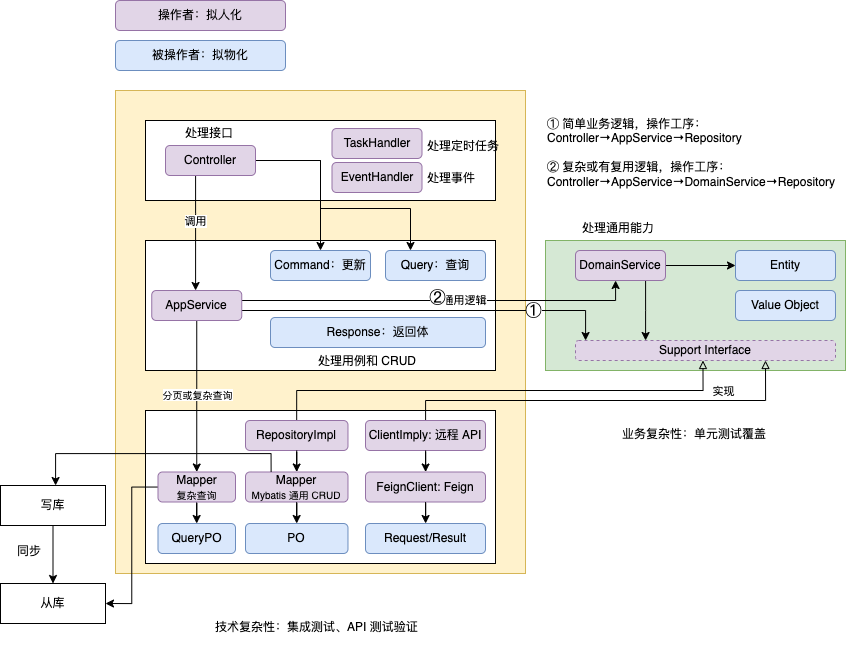 操作者：拟人化
被操作者：拟物化
① 简单业务逻辑，操作工序：
Controller→AppService→Repository
② 复杂或有复用逻辑，操作工序：
Controller→AppService→DomainService→Repository
处理接口
Controller
TaskHandler
处理定时任务
EventHandler
处理事件
调用
Command：更新
Query：查询
AppService
②通用逻辑
①
Response：返回体
处理用例和 CRUD
处理通用能力
DomainService
Entity
Value Object
Support Interface
实现
业务复杂性：单元测试覆盖
分页或复杂查询
RepositoryImpl
ClientImply: 远程 API
Mapper
复杂查询
Mapper
Mybatis 通用 CRUD
FeignClient: Feign
QueryPO
PO
Request/Result
写库
同步
从库
技术复杂性：集成测试、API 测试验证